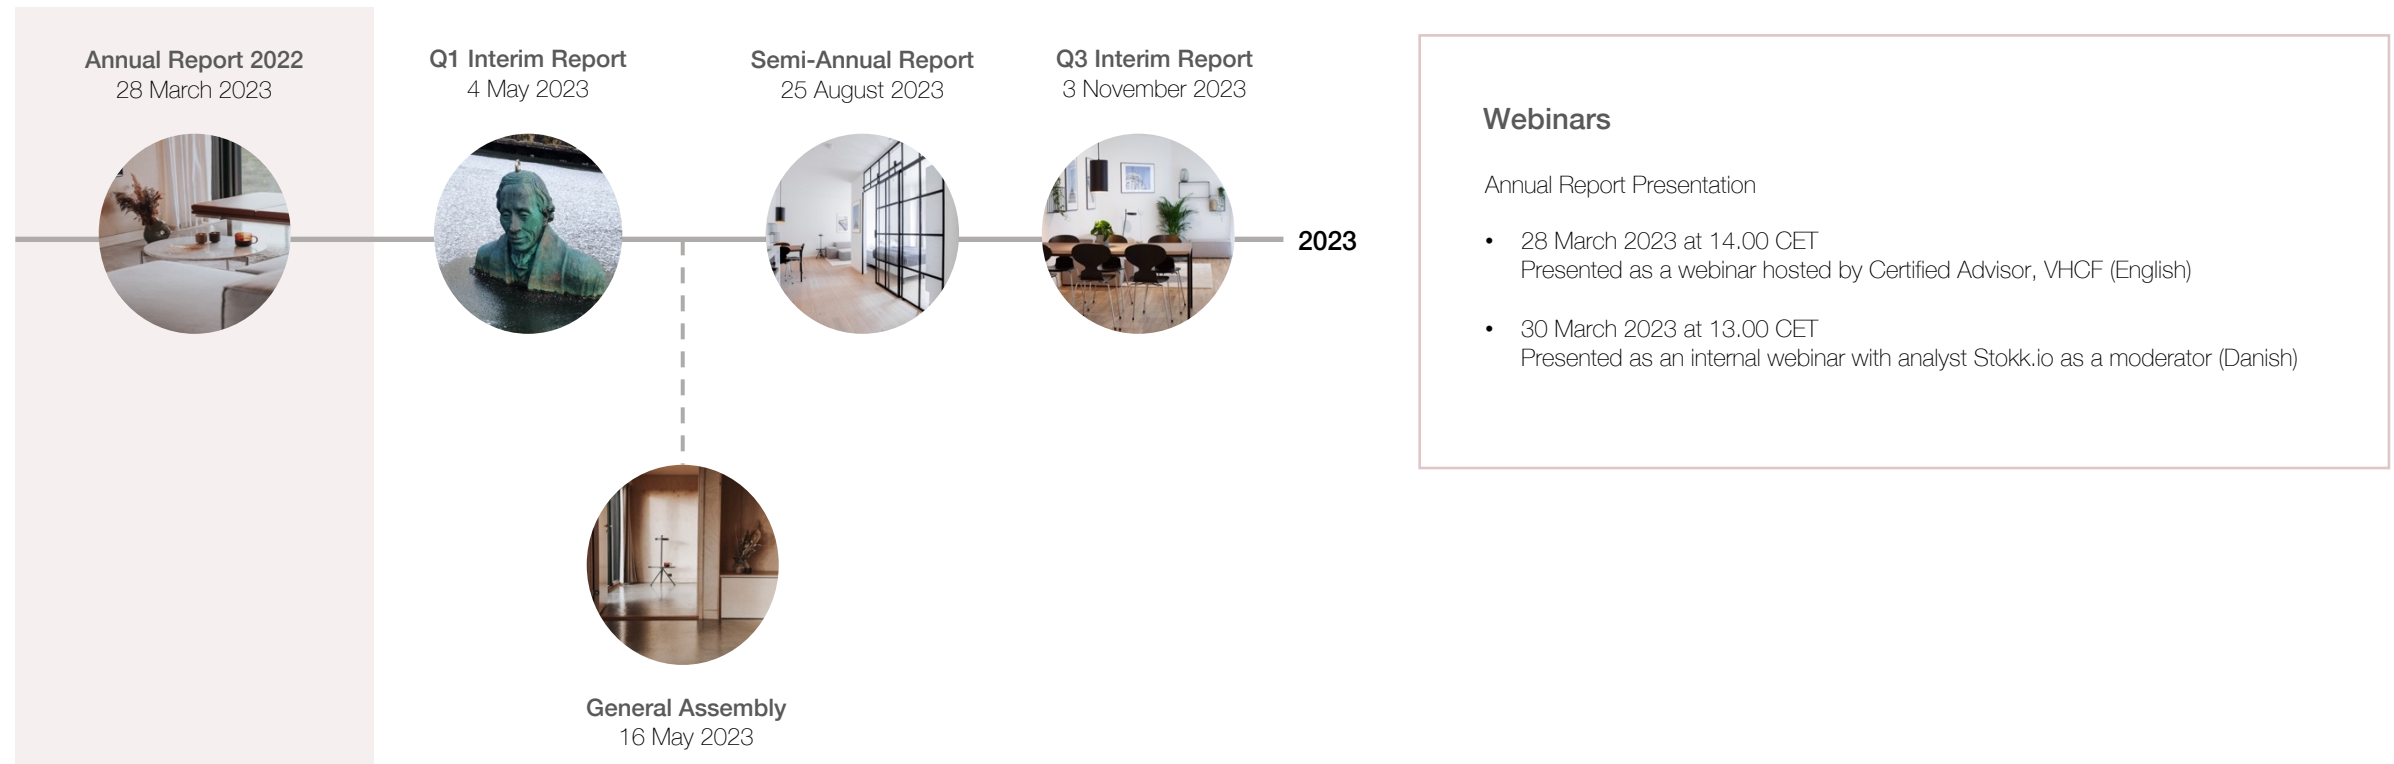 Annual Report 2022
28 March 2023
Q1 Interim Report
4 May 2023
Semi-Annual Report
25 August 2023
Q3 Interim Report
3 November 2023
2023
General Assembly
16 May 2023
Webinars
Annual Report Presentation
• 28 March 2023 at 14.00 CET
Presented as a webinar hosted by Certified Advisor, VHCF (English)
• 30 March 2023 at 13.00 CET
Presented as an internal webinar with analyst Stokk.io as a moderator (Danish)